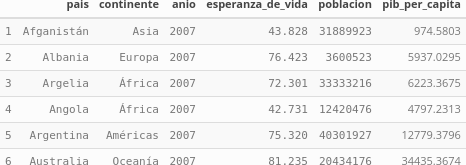 pais continente anio esperanza_de_vida poblacion pib_per_capita
1 Afganistán Asia 2007 43.828 31889923 974.5803
2 Albania Europa 2007 76.423 3600523 5937.0295
3 Argelia África 2007 72.301 33333216 6223.3675
4 Angola África 2007 42.731 12420476 4797.2313
5 Argentina Américas 2007 75.320 40301927 12779.3796
6 Australia Oceanía 2007 81.235 20434176 34435.3674